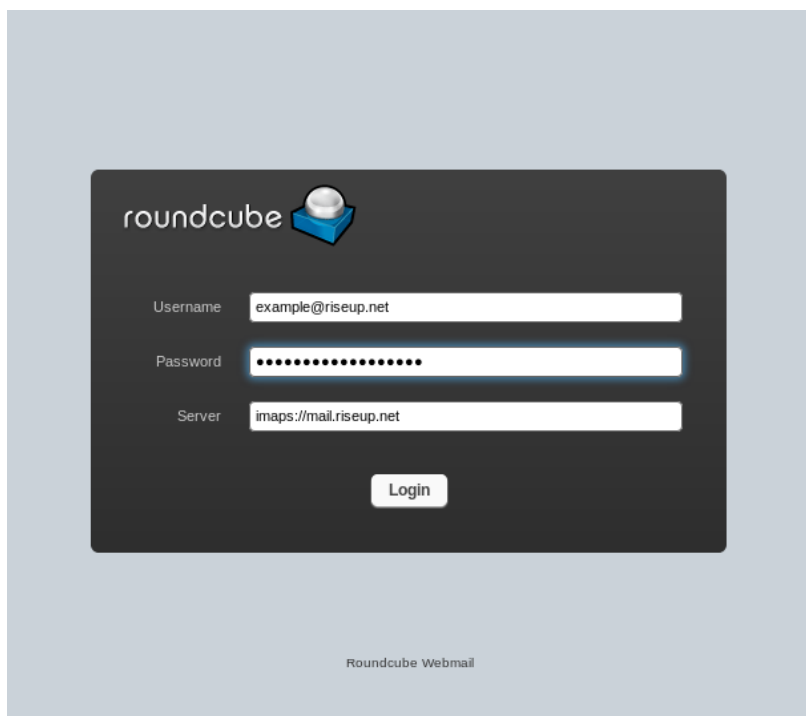 roundcube
Username example@riseup.net
Password ••••••••••••••••••
Server imaps://mail.riseup.net
Login
Roundcube Webmail